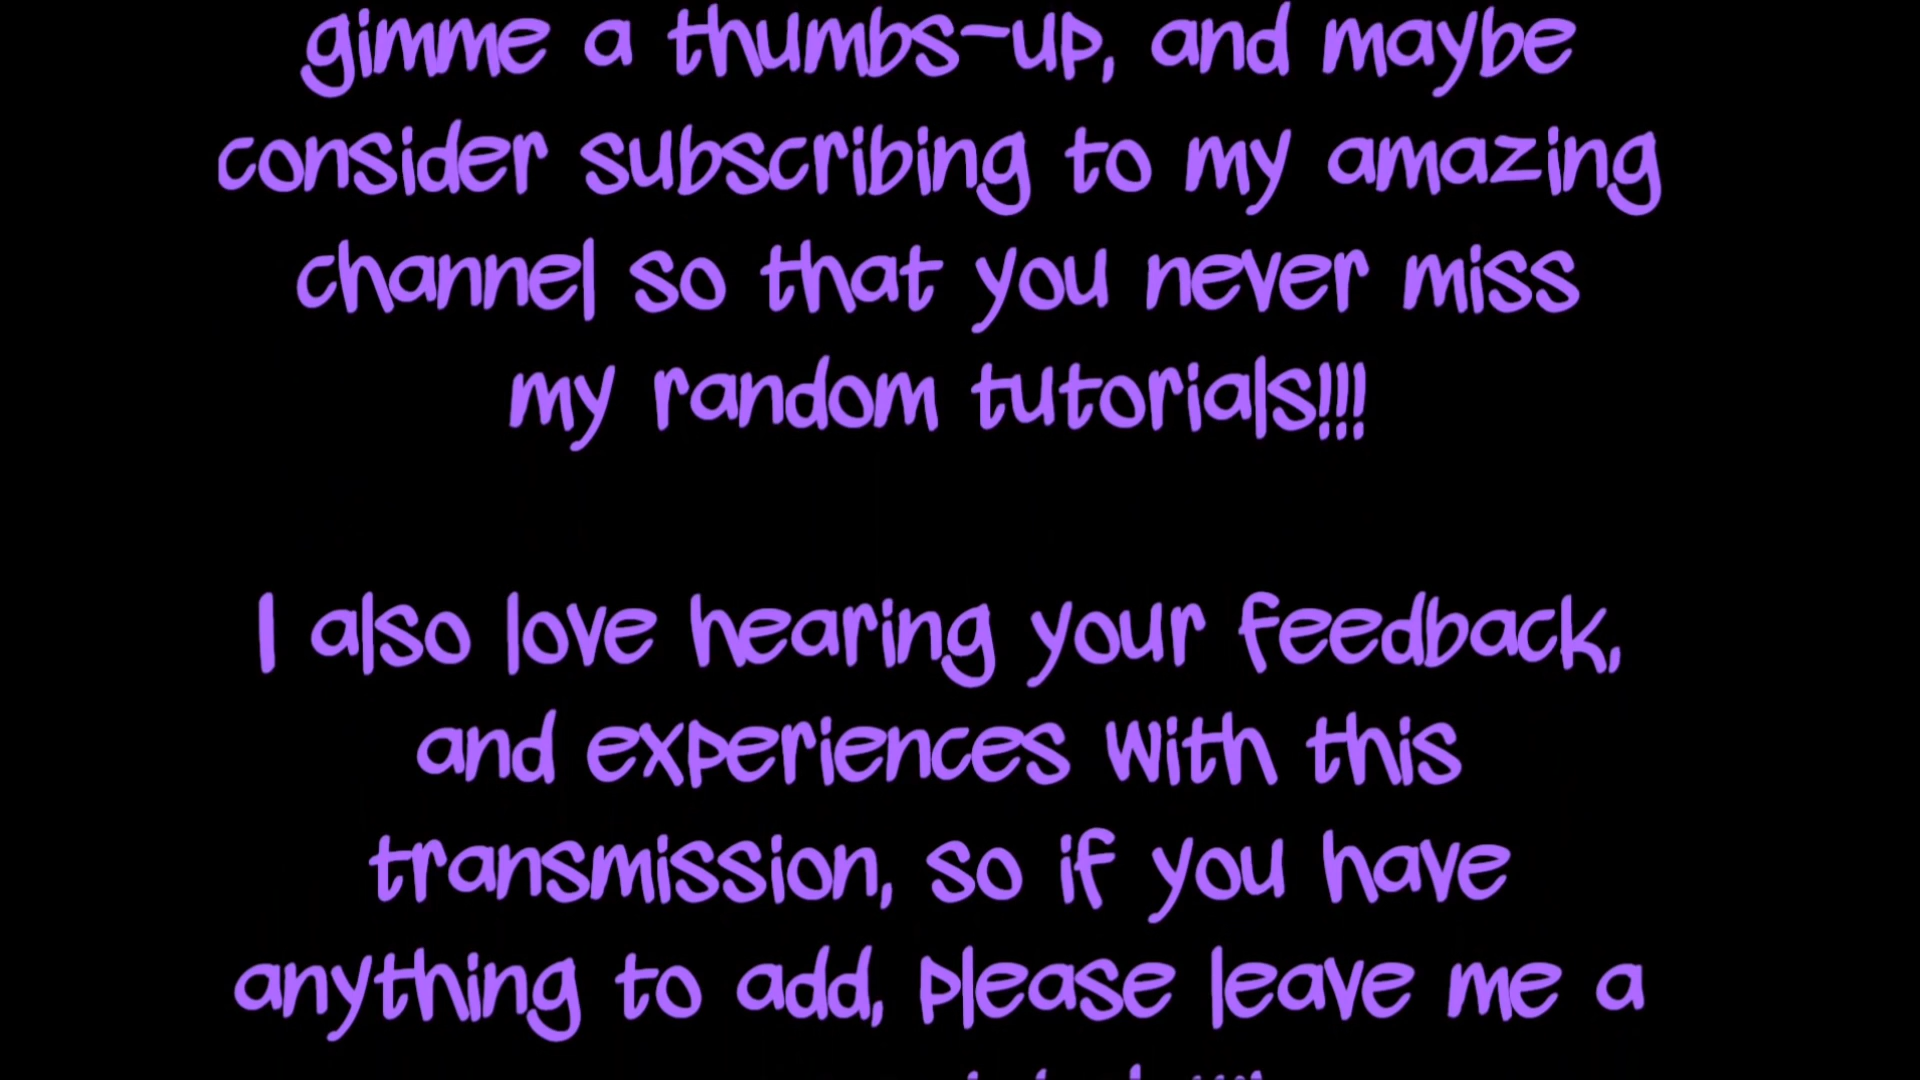 gimme a thumbs-up, and maybe
consider subscribing to my amazing
channel so that you never miss
my random tutorials!!!
I also love hearing your feedback,
and experiences with this
transmission, so if you have
anything to add, please leave me a